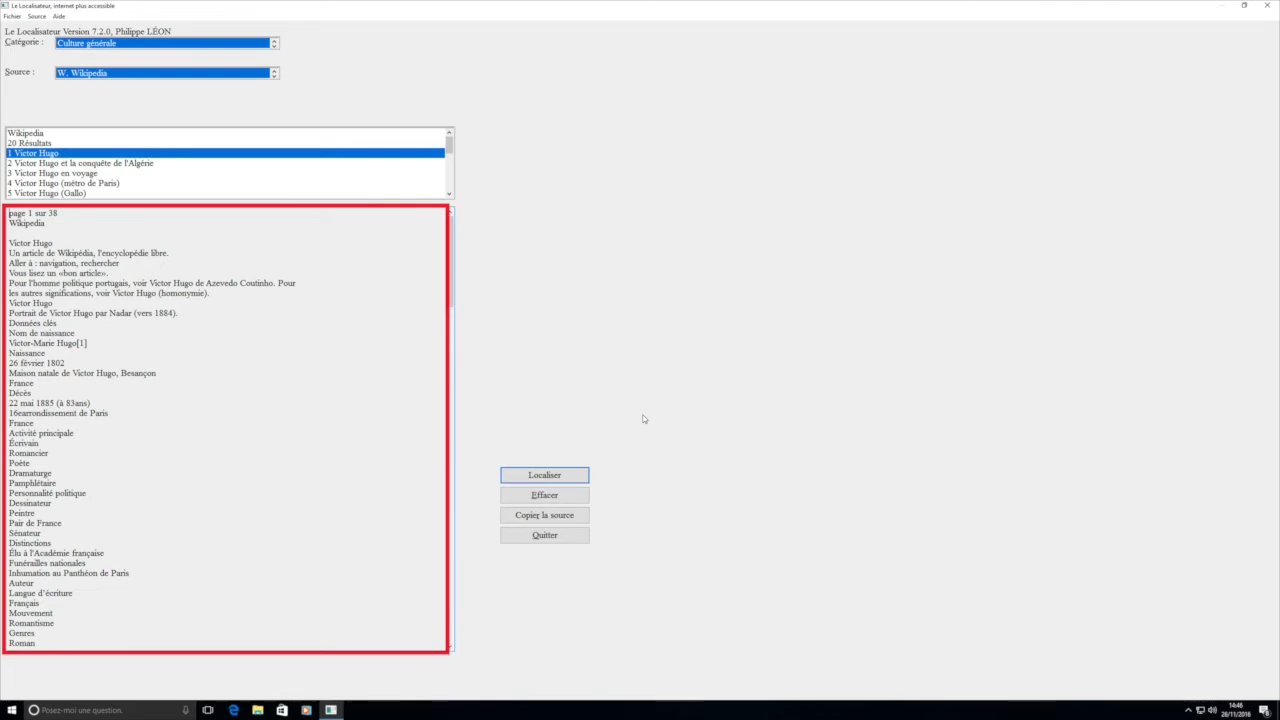 Le Localisateur, internet plus accessible
Fichier Source Aide
Le Localisateur Version 7.2.0, Philippe LÉON
Catégorie : Culture générale
Source : W. Wikipedia
Wikipedia
20 Résultats
1 Victor Hugo
2 Victor Hugo et la conquête de l'Algérie
3 Victor Hugo en voyage
4 Victor Hugo (métro de Paris)
5 Victor Hugo (Gallo)
page 1 sur 38
Wikipedia
Victor Hugo
Un article de Wikipédia, l'encyclopédie libre.
Aller à : navigation, rechercher
Vous lisez un «bon article».
Pour l'homme politique portugais, voir Victor Hugo de Azevedo Coutinho. Pour
les autres significations, voir Victor Hugo (homonymie).
Victor Hugo
Portrait de Victor Hugo par Nadar (vers 1884).
Données clés
Nom de naissance
Victor-Marie Hugo[1]
Naissance
26 février 1802
Maison natale de Victor Hugo, Besançon
France
Décès
22 mai 1885 (à 83ans)
16earrondissement de Paris
France
Activité principale
Écrivain
Romancier
Poète
Dramaturge
Pamphlétaire
Personnalité politique
Dessinateur
Peintre
Pair de France
Sénateur
Distinctions
Élu à l'Académie française
Funérailles nationales
Inhumation au Panthéon de Paris
Auteur
Langue d'écriture
Français
Mouvement
Romantisme
Genres
Roman
Localiser
Effacer
Copier la source
Quitter
Posez-moi une question.
14:45
26/11/2016